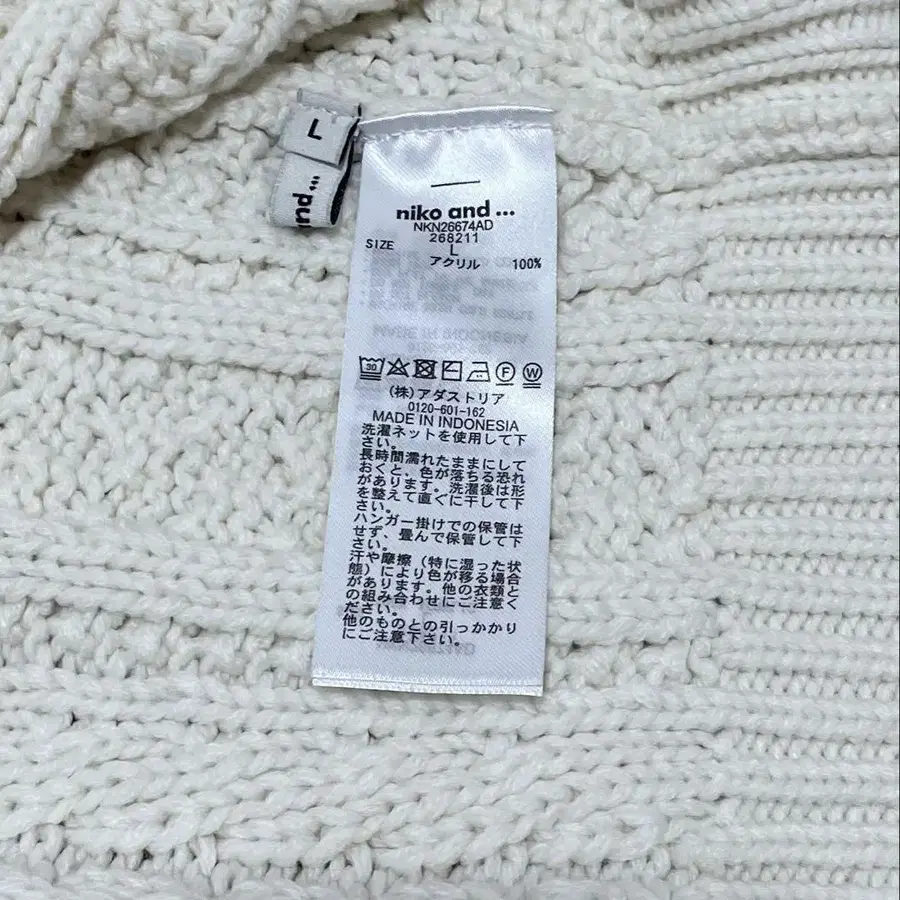 L
and ...
niko and ...
NKN26674AD
268211
SIZE L
アクリル 100%
30
F W
(株)アダストリア
0120-601-162
MADE IN INDONESIA
洗濯ネットを使用して下
さい。
長時間濡れたままにして
おくと、色が落ちる恐れ
があります。洗濯後は形
を整えて直ぐに干して下
さい。
ハンガー掛けでの保管は
せず、畳んで保管して下
さい。
汗や摩擦(特に湿った状
態)により色が移る場合
があります。他の衣類と
の組み合わせにご注意く
ださい。
他のものとの引っかかり
にご注意下さい。